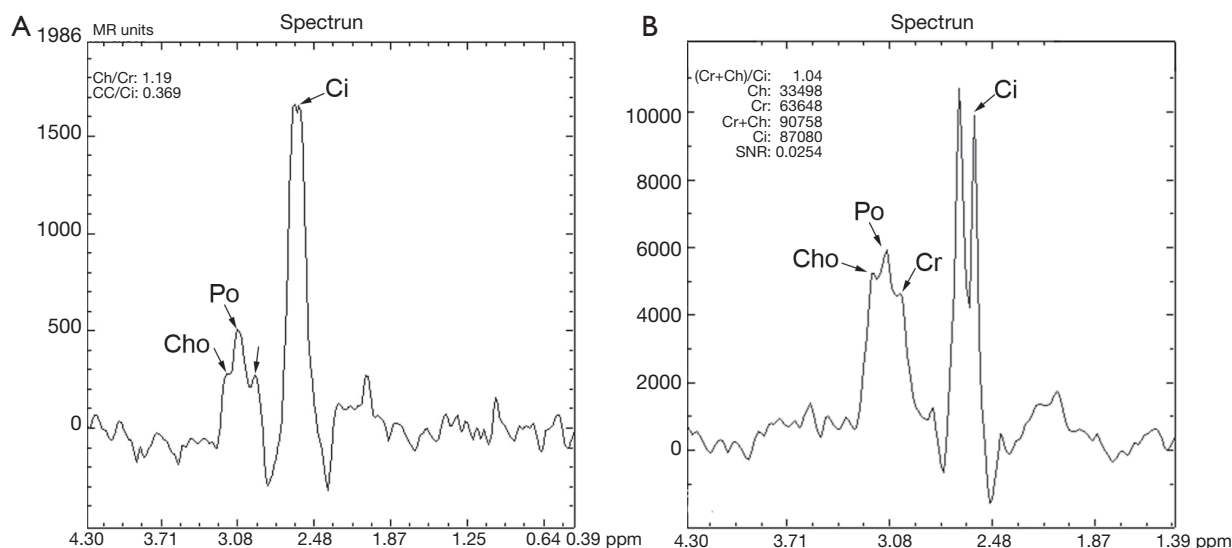 A
Spectrun
1986
MR units
Ch/Cr: 1.19
CC/Ci: 0.369
Ci
1500
1000
Po
500
Cho
0
4.30 3.71 3.08 2.48 1.87 1.25 0.64 0.39 ppm
B
Spectrun
(Cr+Ch)/Ci: 1.04
Ch: 33498
Cr: 63648
Cr+Ch: 90758
Ci: 87080
SNR: 0.0254
Ci
10000
8000
Po
6000
Cho
Cr
4000
2000
0
4.30 3.71 3.08 2.48 1.87 1.39 ppm